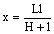 x = L1
H + 1